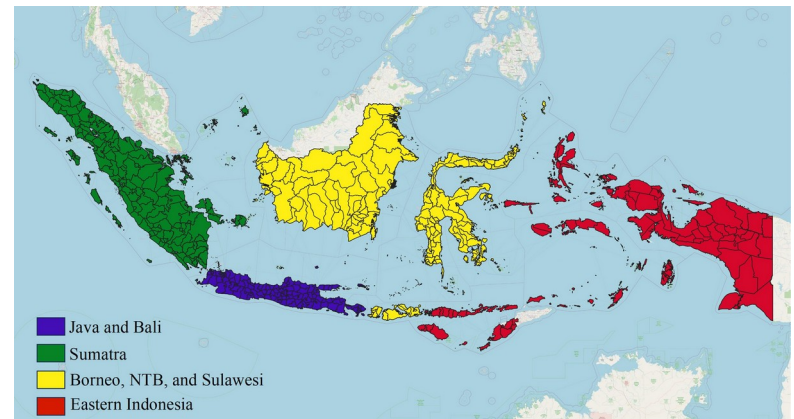 Java and Bali
Sumatra
Borneo, NTB, and Sulawesi
Eastern Indonesia